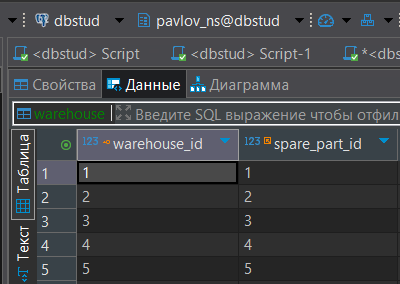 dbstud pavlov_ns@dbstud
<dbstud> Script <dbstud> Script-1 *<dbst
Свойства Данные Диаграмма
warehouse Введите SQL выражение чтобы отфил
Таблица
Текст
123 warehouse_id 123 spare_part_id
1 1 1
2 2 2
3 3 3
4 4 4
5 5 5